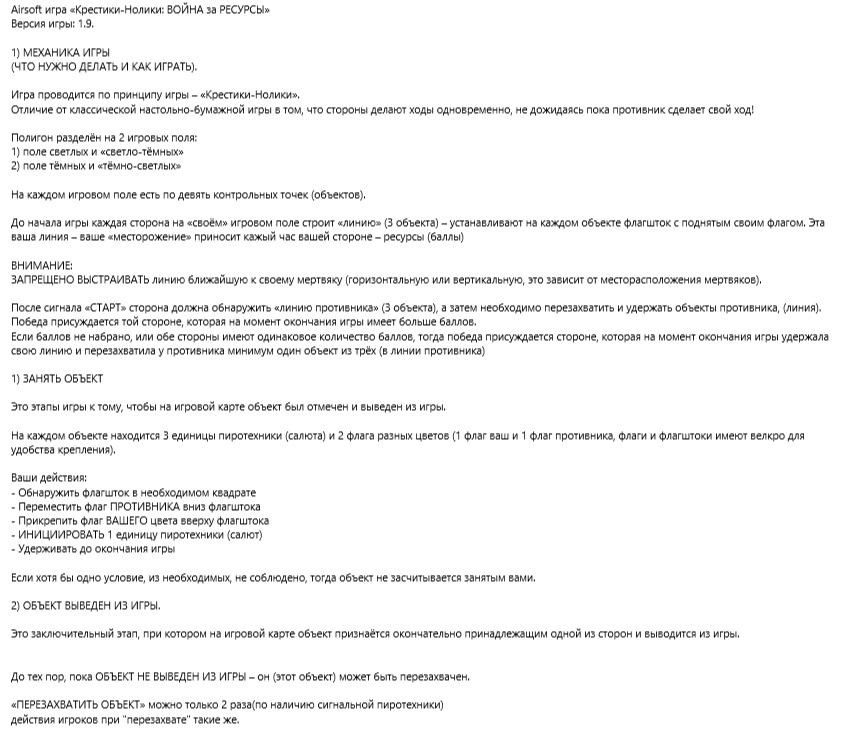 Airsoft игра «Крестики-Нолики: ВОЙНА за РЕСУРСЫ»
Версия игры: 1.9.
1) МЕХАНИКА ИГРЫ
(ЧТО НУЖНО ДЕЛАТЬ И КАК ИГРАТЬ).
Игра проводится по принципу игры – «Крестики-Нолики».
Отличие от классической настольно-бумажной игры в том, что стороны делают ходы одновременно, не дожидаясь пока противник сделает свой ход!
Полигон разделён на 2 игровых поля:
1) поле светлых и «светло-тёмных»
2) поле тёмных и «тёмно-светлых»
На каждом игровом поле есть по девять контрольных точек (объектов).
До начала игры каждая сторона на «своём» игровом поле строит «линию» (3 объекта) – устанавливают на каждом объекте флагшток с поднятым своим флагом. Эта
ваша линия – ваше «месторожение» приносит кажый час вашей стороне – ресурсы (баллы)
ВНИМАНИЕ:
ЗАПРЕЩЕНО ВЫСТРАИВАТЬ линию ближайшую к своему мертвяку (горизонтальную или вертикальную, это зависит от месторасположения мертвяков).
После сигнала «СТАРТ» сторона должна обнаружить «линию противника» (3 объекта), а затем необходимо перезахватить и удержать объекты противника, (линия).
Победа присуждается той стороне, которая на момент окончания игры имеет больше баллов.
Если баллов не набрано, или обе стороны имеют одинаковое количество баллов, тогда победа присуждается стороне, которая на момент окончания игры удержала
свою линию и перезахватила у противника минимум один объект из трёх (в линии противника)
1) ЗАНЯТЬ ОБЪЕКТ
Это этапы игры к тому, чтобы на игровой карте объект был отмечен и выведен из игры.
На каждом объекте находится 3 единицы пиротехники (салюта) и 2 флага разных цветов (1 флаг ваш и 1 флаг противника, флаги и флагштоки имеют велкро для
удобства крепления).
Ваши действия:
- Обнаружить флагшток в необходимом квадрате
- Переместить флаг ПРОТИВНИКА вниз флагштока
- Прикрепить флаг ВАШЕГО цвета вверху флагштока
- ИНИЦИИРОВАТЬ 1 единицу пиротехники (салют)
- Удерживать до окончания игры
Если хотя бы одно условие, из необходимых, не соблюдено, тогда объект не засчитывается занятым вами.
2) ОБЪЕКТ ВЫВЕДЕН ИЗ ИГРЫ.
Это заключительный этап, при котором на игровой карте объект признаётся окончательно принадлежащим одной из сторон и выводится из игры.
До тех пор, пока ОБЪЕКТ НЕ ВЫВЕДЕН ИЗ ИГРЫ – он (этот объект) может быть перезахвачен.
«ПЕРЕЗАХВАТИТЬ ОБЪЕКТ» можно только 2 раза(по наличию сигнальной пиротехники)
действия игроков при "перезахвате" такие же.